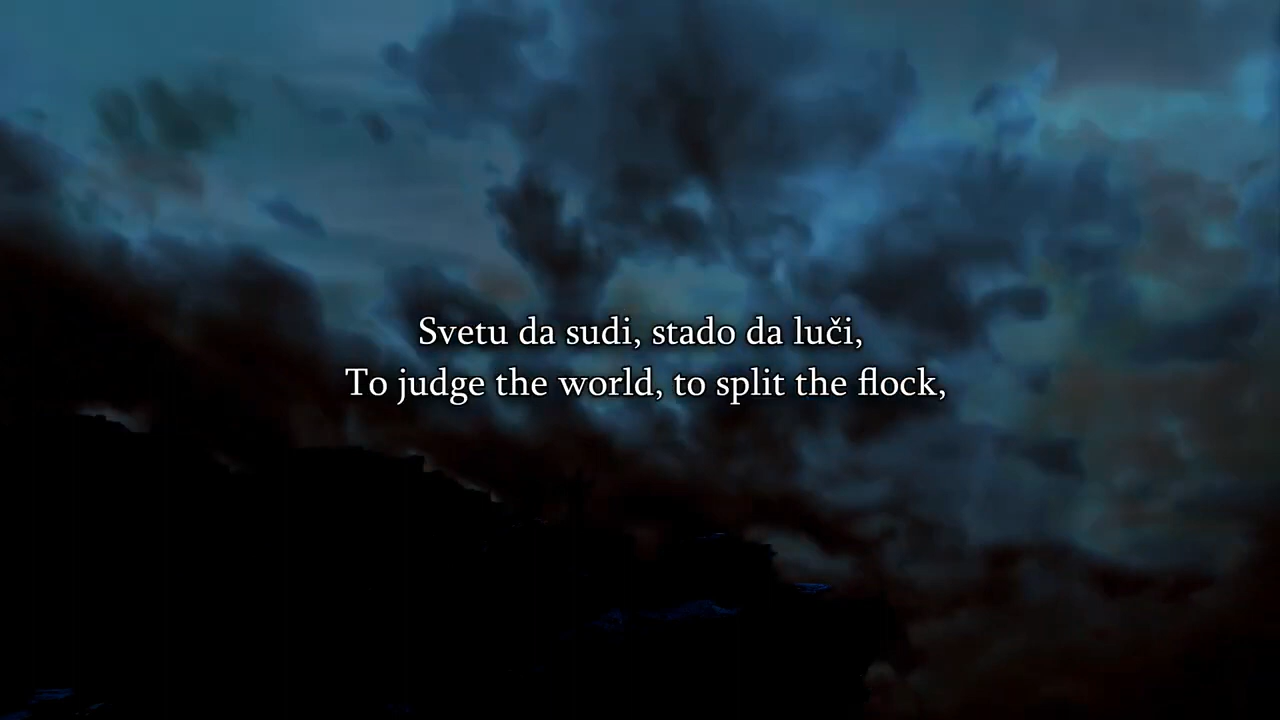 Svetu da sudi, stado da luči,
To judge the world, to split the flock,